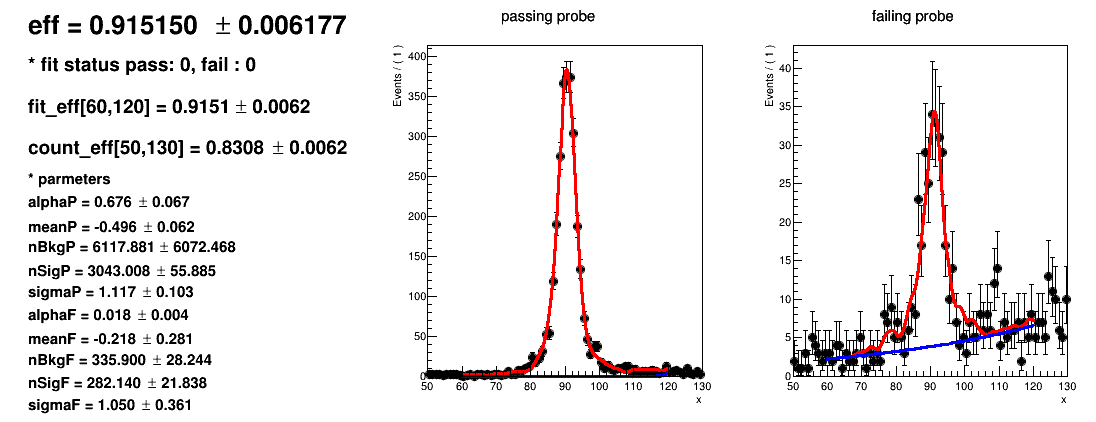 eff = 0.915150 ± 0.006177
* fit status pass: 0, fail : 0
fit_eff[60,120] = 0.9151 ± 0.0062
count_eff[50,130] = 0.8308 ± 0.0062
* parmeters
alphaP = 0.676 ± 0.067
meanP = -0.496 ± 0.062
nBkgP = 6117.881 ± 6072.468
nSigP = 3043.008 ± 55.885
sigmaP = 1.117 ± 0.103
alphaF = 0.018 ± 0.004
meanF = -0.218 ± 0.281
nBkgF = 335.900 ± 28.244
nSigF = 282.140 ± 21.838
sigmaF = 1.050 ± 0.361
passing probe
Events / ( 1 )
400
350
300
250
200
150
100
50
0
50 60 70 80 90 100 110 120 130
x
failing probe
Events / ( 1 )
40
35
30
25
20
15
10
5
0
50 60 70 80 90 100 110 120 130
x